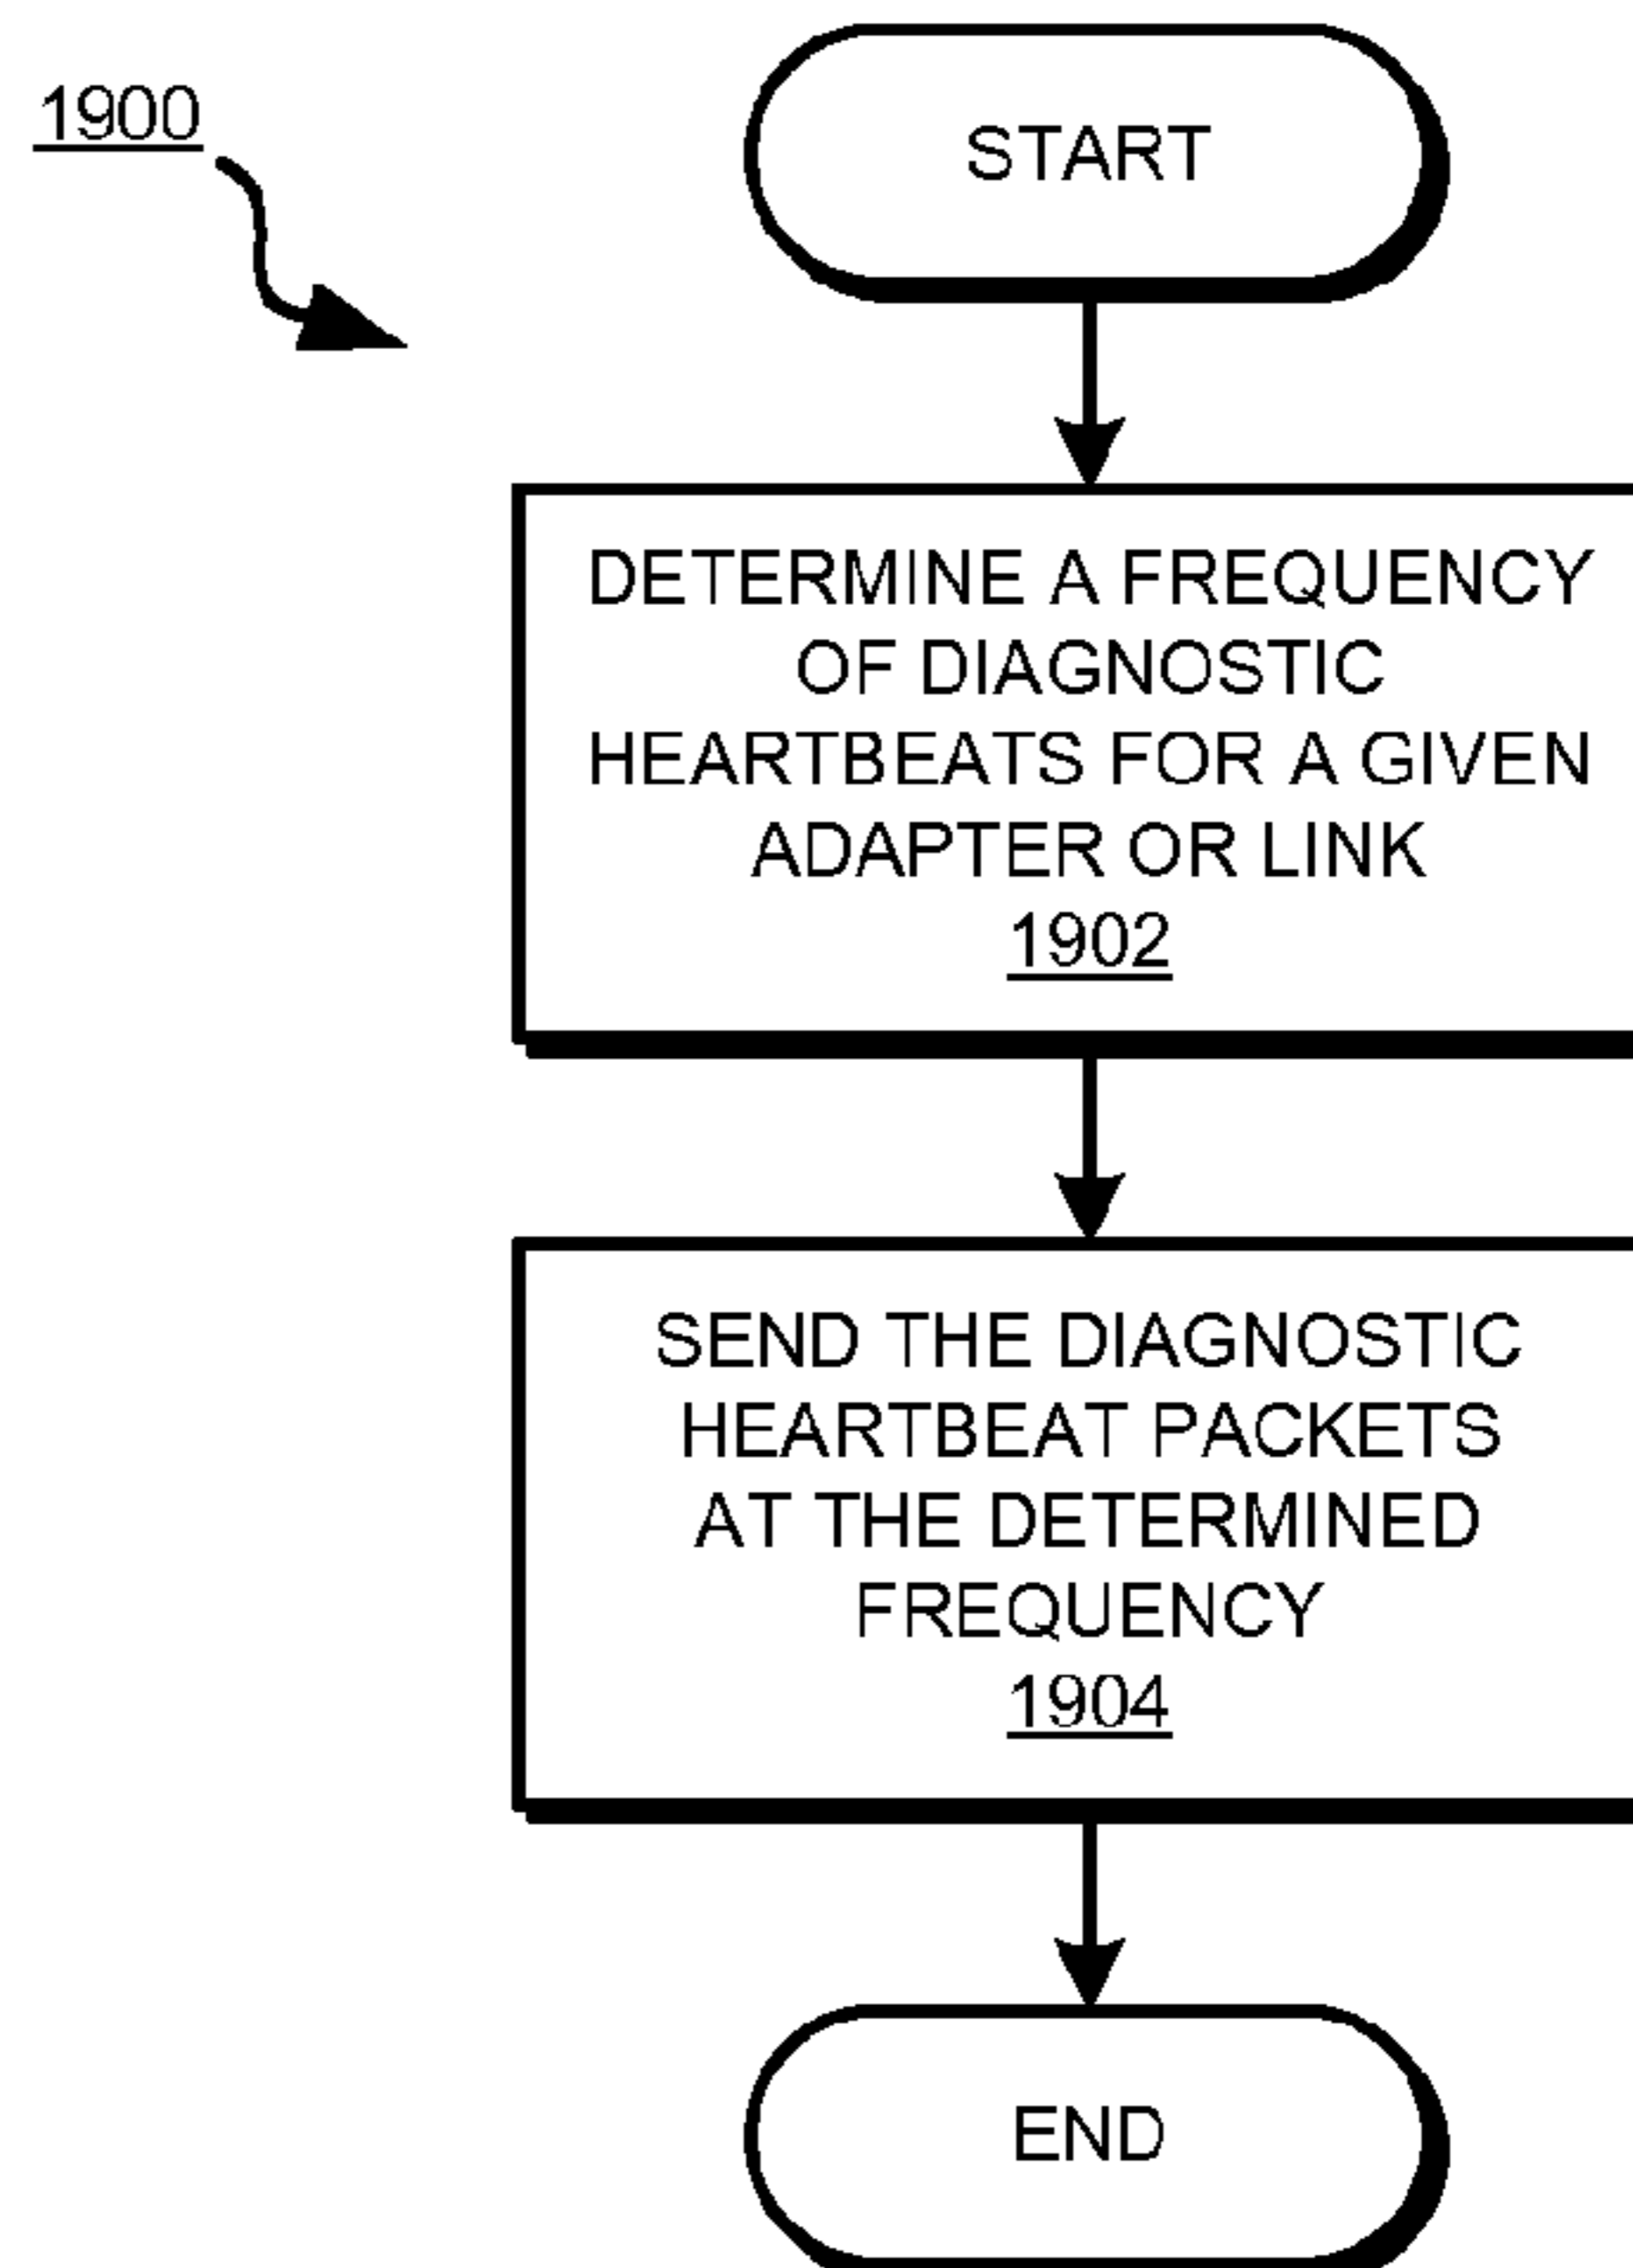 1900
START
DETERMINE A FREQUENCY
OF DIAGNOSTIC
HEARTBEATS FOR A GIVEN
ADAPTER OR LINK
1902
SEND THE DIAGNOSTIC
HEARTBEAT PACKETS
AT THE DETERMINED
FREQUENCY
1904
END